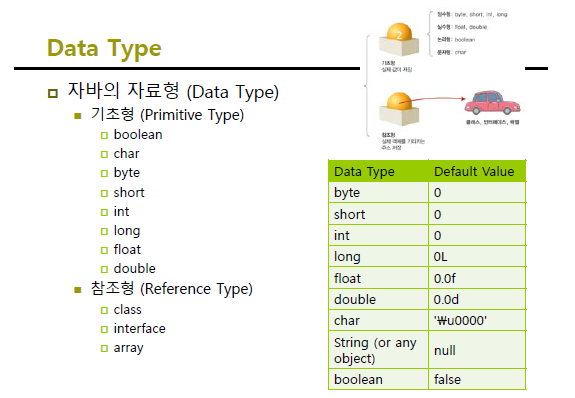 Data Type
정수형: byte, short, int, long
실수형: float, double
논리형: boolean
문자형: char
2
기초형
실제 값이 저장
참조형
실제 객체를 가리키는
주소 저장
클래스, 인터페이스, 배열
자바의 자료형 (Data Type)
기초형 (Primitive Type)
boolean
char
byte
short
int
long
float
double
참조형 (Reference Type)
class
interface
array
Data Type Default Value
byte 0
short 0
int 0
long 0L
float 0.0f
double 0.0d
char '₩u0000'
String (or any
object) null
boolean false